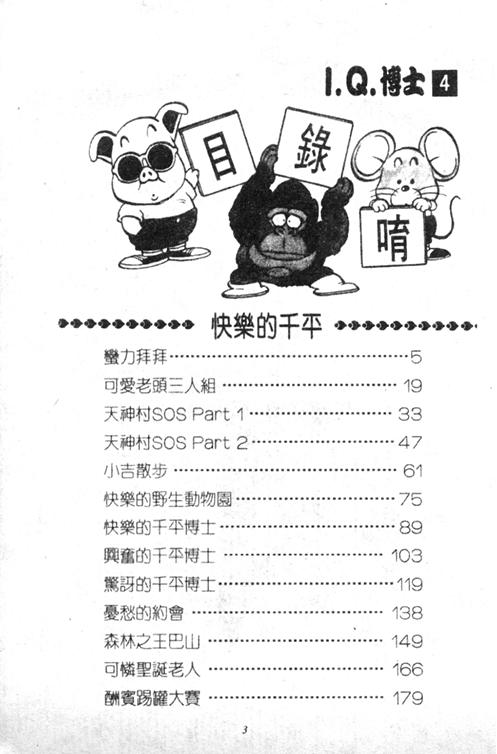 I.Q.博士 4
目錄唷
快樂的千平
蠻力拜拜 5
可愛老頭三人組 19
天神村SOS Part 1 33
天神村SOS Part 2 47
小吉散步 61
快樂的野生動物園 75
快樂的千平博士 89
興奮的千平博士 103
驚訝的千平博士 119
憂愁的約會 138
森林之王巴山 149
可憐聖誕老人 166
酬賓踢罐大賽 179
3